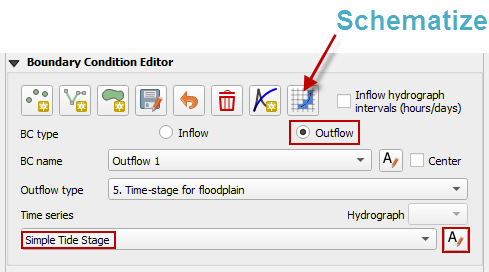 Schematize
Boundary Condition Editor
Inflow hydrograph
intervals (hours/days)
BC type
Inflow
Outflow
BC name
Outflow 1
Center
Outflow type
5. Time-stage for floodplain
Time series
Hydrograph
Simple Tide Stage